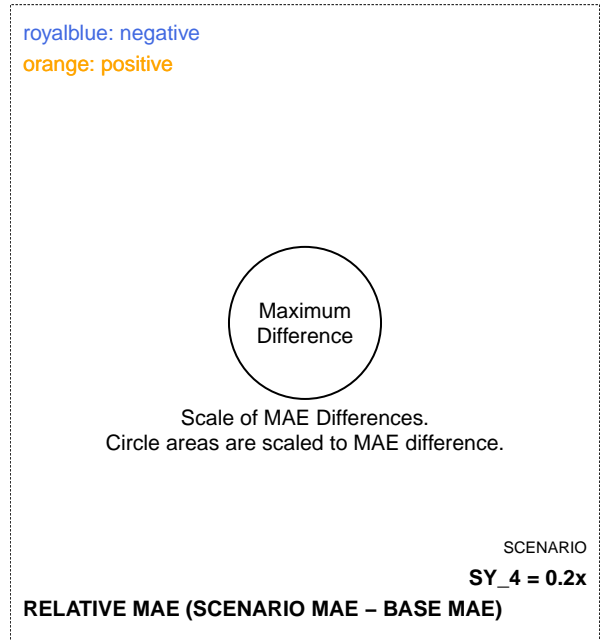 royalblue: negative
orange: positive
Maximum
Difference
Scale of MAE Differences.
Circle areas are scaled to MAE difference.
SCENARIO
SY_4 = 0.2x
RELATIVE MAE (SCENARIO MAE − BASE MAE)